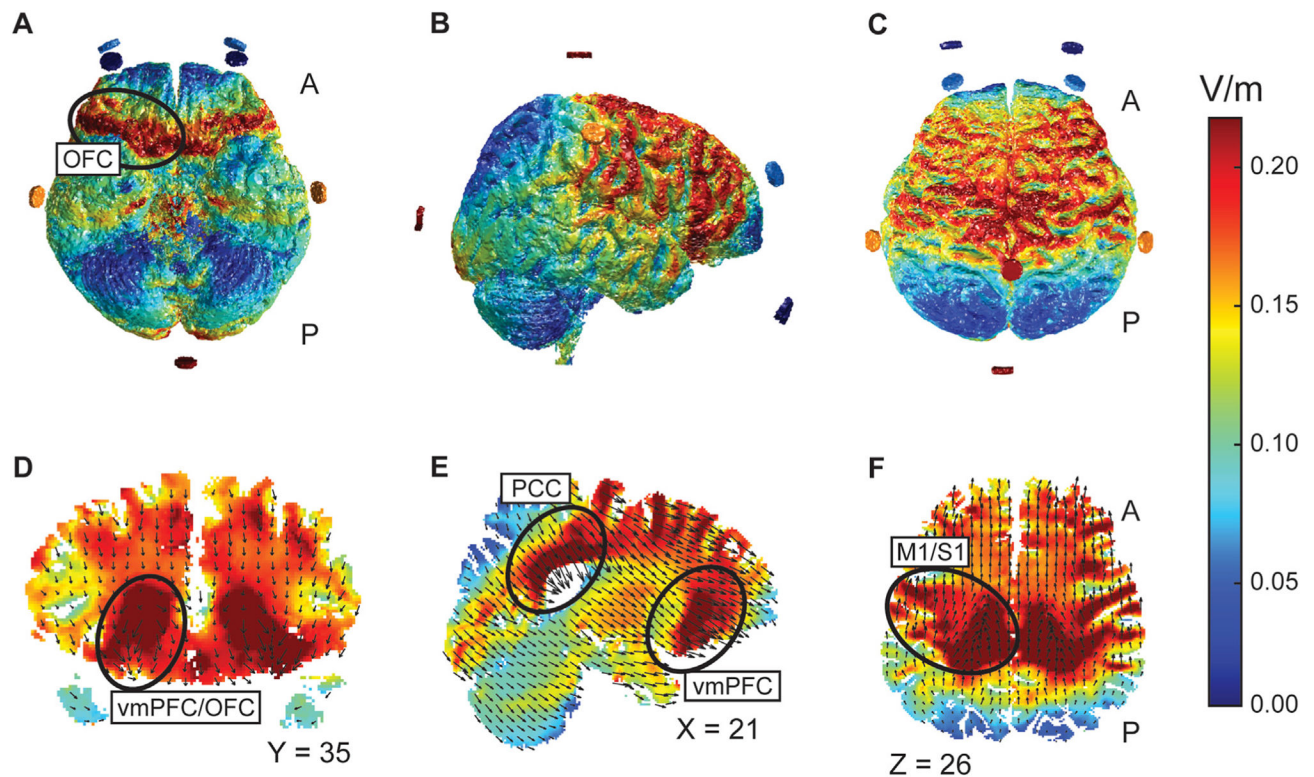 A
B
C
A
A
V/m
OFC
0.20
0.15
P
P
0.10
D
E
F
PCC
A
M1/S1
0.05
vmPFC/OFC
vmPFC
0.00
P
Y = 35
X = 21
Z = 26